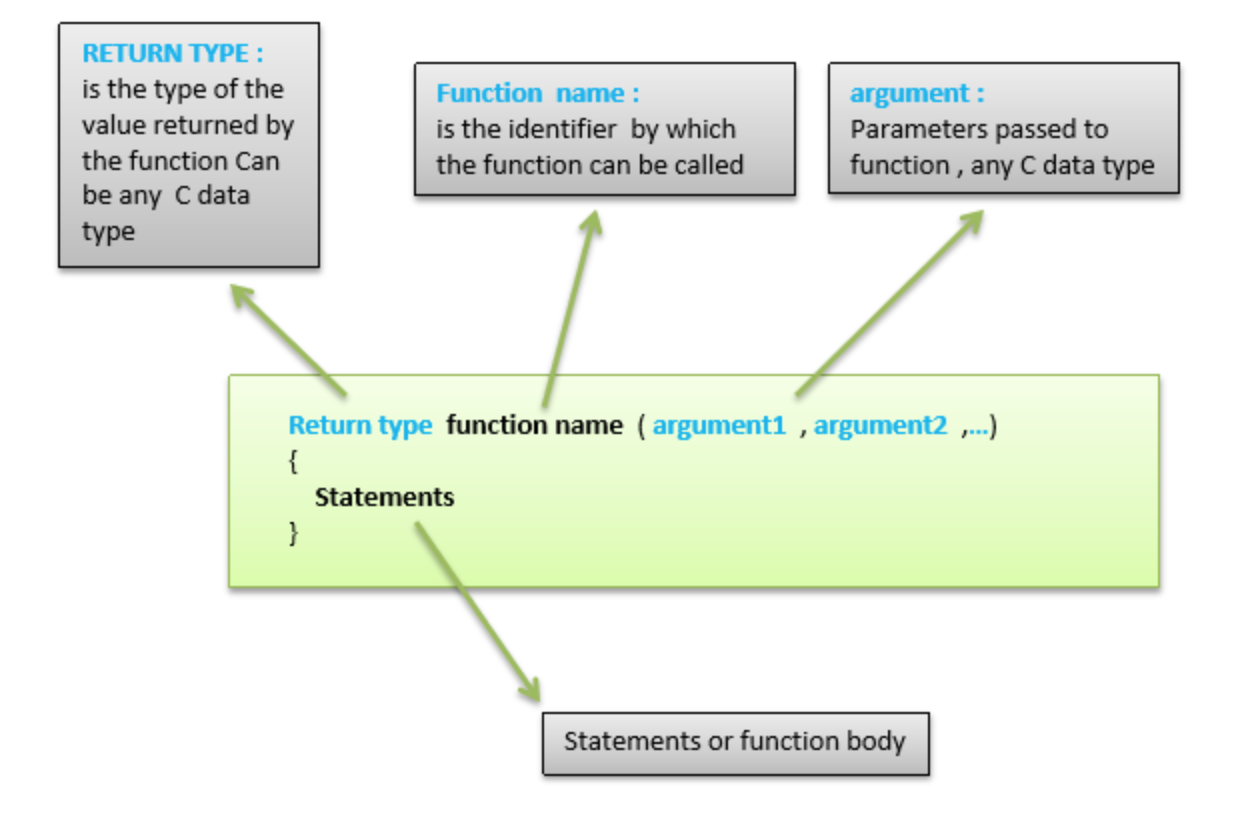 RETURN TYPE :
is the type of the
value returned by
the function Can
be any C data
type
Function name :
is the identifier by which
the function can be called
argument :
Parameters passed to
function , any C data type
Return type function name ( argument1 , argument2 ,...)
{
Statements
}
Statements or function body